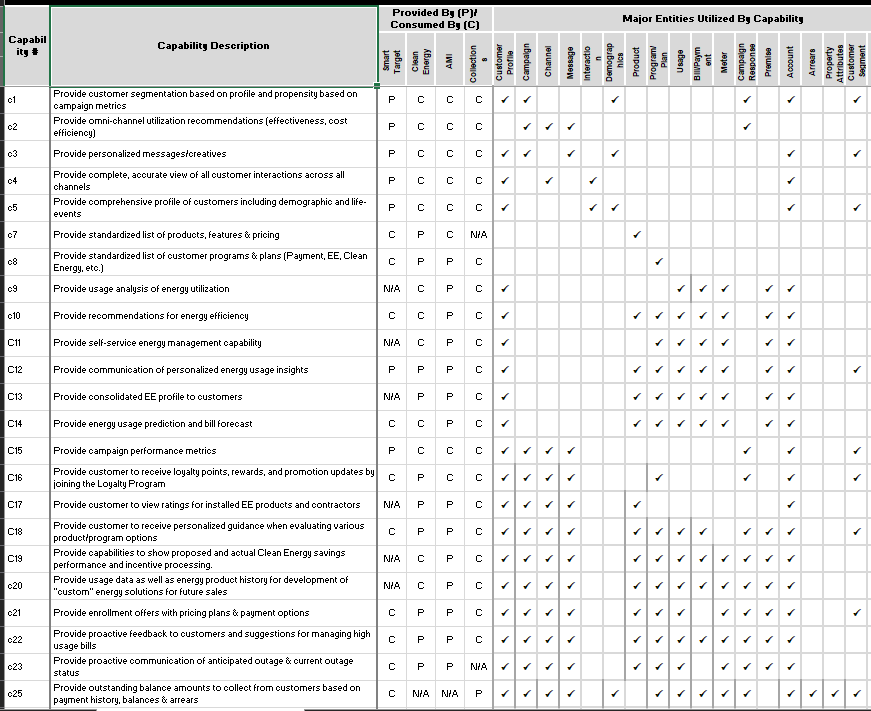 Provided By (P)/
Consumed By (C)
Major Entities Utilized By Capability
Capabil
ity #
Capability Description
Smart
Target
Clean
Energy
AMI
Collection
s
Customer
Profile
Campaign
Channel
Message
Interactio
n
Demograp
hics
Product
Program/
Plan
Usage
Bill/Paym
ent
Meter
Campaign
Response
Premise
Account
Arrears
Property
Attributes
Customer
Segment
c1 Provide customer segmentation based on profile and propensity based on
campaign metrics P C C C ✓ ✓ ✓ ✓ ✓ ✓
c2 Provide omni-channel utilization recommendations (effectiveness, cost
efficiency) P C C C ✓ ✓ ✓ ✓
c3 Provide personalized messages/creatives P C C C ✓ ✓ ✓ ✓ ✓ ✓
c4 Provide complete, accurate view of all customer interactions across all
channels P C C C ✓ ✓ ✓ ✓
c5 Provide comprehensive profile of customers including demographic and life-
events P C C C ✓ ✓ ✓ ✓ ✓
c7 Provide standardized list of products, features & pricing C P C N/A ✓
c8 Provide standardized list of customer programs & plans (Payment, EE, Clean
Energy, etc.) C P P C ✓
c9 Provide usage analysis of energy utilization N/A C P C ✓ ✓ ✓ ✓ ✓ ✓
c10 Provide recommendations for energy efficiency C C P C ✓ ✓ ✓ ✓ ✓ ✓ ✓ ✓
C11 Provide self-service energy management capability N/A C P C ✓ ✓ ✓ ✓ ✓ ✓ ✓
C12 Provide communication of personalized energy usage insights P P P C ✓ ✓ ✓ ✓ ✓ ✓ ✓ ✓ ✓
C13 Provide consolidated EE profile to customers N/A P P C ✓ ✓ ✓ ✓ ✓ ✓ ✓ ✓
C14 Provide energy usage prediction and bill forecast C C P C ✓ ✓ ✓ ✓ ✓ ✓ ✓ ✓
C15 Provide campaign performance metrics P C C C ✓ ✓ ✓ ✓ ✓ ✓ ✓
C16 Provide customer to receive loyalty points, rewards, and promotion updates by
joining the Loyalty Program C P P C ✓ ✓ ✓ ✓ ✓ ✓ ✓ ✓
C17 Provide customer to view ratings for installed EE products and contractors N/A P P C ✓ ✓ ✓ ✓ ✓ ✓
C18 Provide customer to receive personalized guidance when evaluating various
product/program options C P P C ✓ ✓ ✓ ✓ ✓ ✓ ✓ ✓ ✓ ✓ ✓ ✓
C19 Provide capabilities to show proposed and actual Clean Energy savings
performance and incentive processing. N/A C P C ✓ ✓ ✓ ✓ ✓ ✓ ✓ ✓ ✓ ✓ ✓ ✓
c20 Provide usage data as well as energy product history for development of
"custom" energy solutions for future sales N/A C P C ✓ ✓ ✓ ✓ ✓ ✓ ✓ ✓ ✓ ✓ ✓ ✓
c21 Provide enrollment offers with pricing plans & payment options C P P C ✓ ✓ ✓ ✓ ✓ ✓ ✓ ✓ ✓ ✓ ✓ ✓
c22 Provide proactive feedback to customers and suggestions for managing high
usage bills C P P C ✓ ✓ ✓ ✓ ✓ ✓ ✓ ✓ ✓ ✓ ✓ ✓
c23 Provide proactive communication of anticipated outage & current outage
status C P P N/A ✓ ✓ ✓ ✓ ✓ ✓ ✓ ✓ ✓ ✓ ✓
c25 Provide outstanding balance amounts to collect from customers based on
payment history, balances & arrears C N/A N/A P ✓ ✓ ✓ ✓ ✓ ✓ ✓ ✓ ✓ ✓ ✓ ✓ ✓ ✓